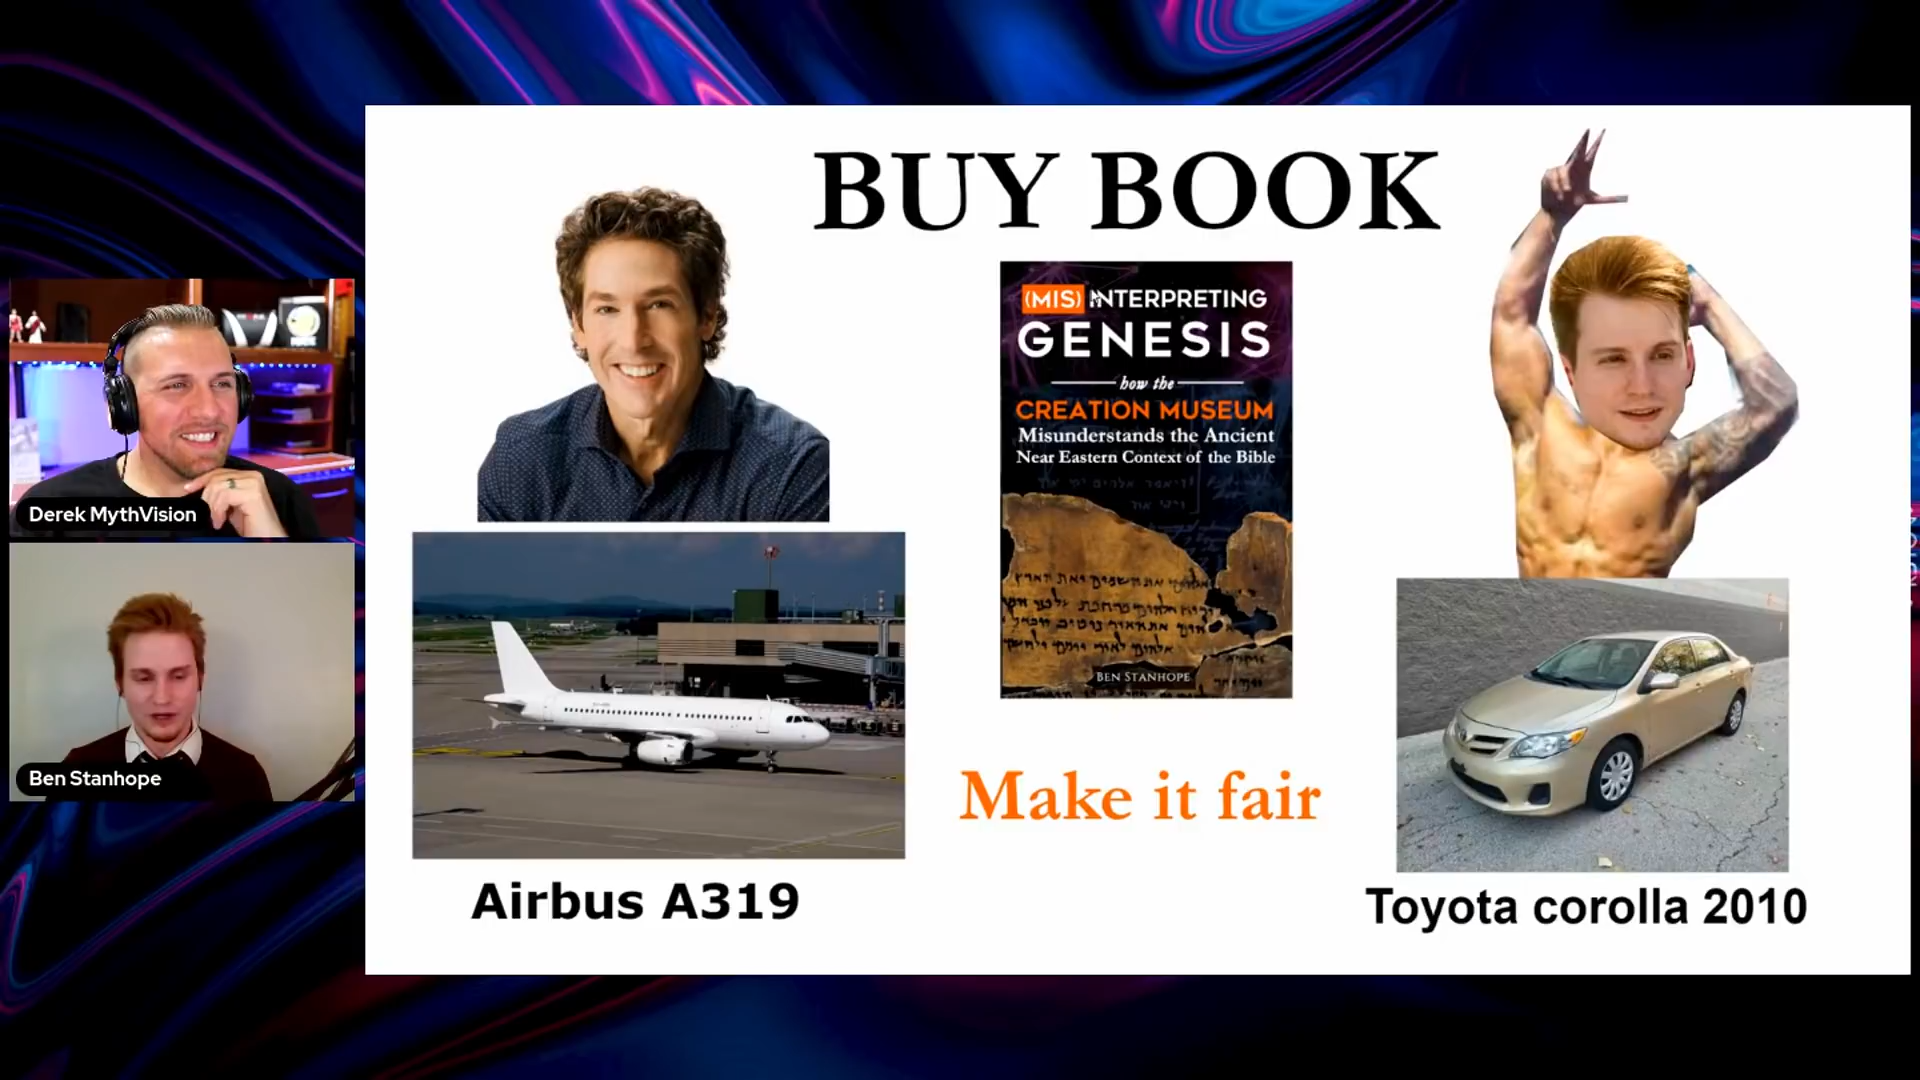 BUY BOOK
(MIS)INTERPRETING
GENESIS
how the
CREATION MUSEUM
Misunderstands the Ancient
Near Eastern Context of the Bible
BEN STANHOPE
Make it fair
Airbus A319
Toyota corolla 2010
Derek MythVision
Ben Stanhope